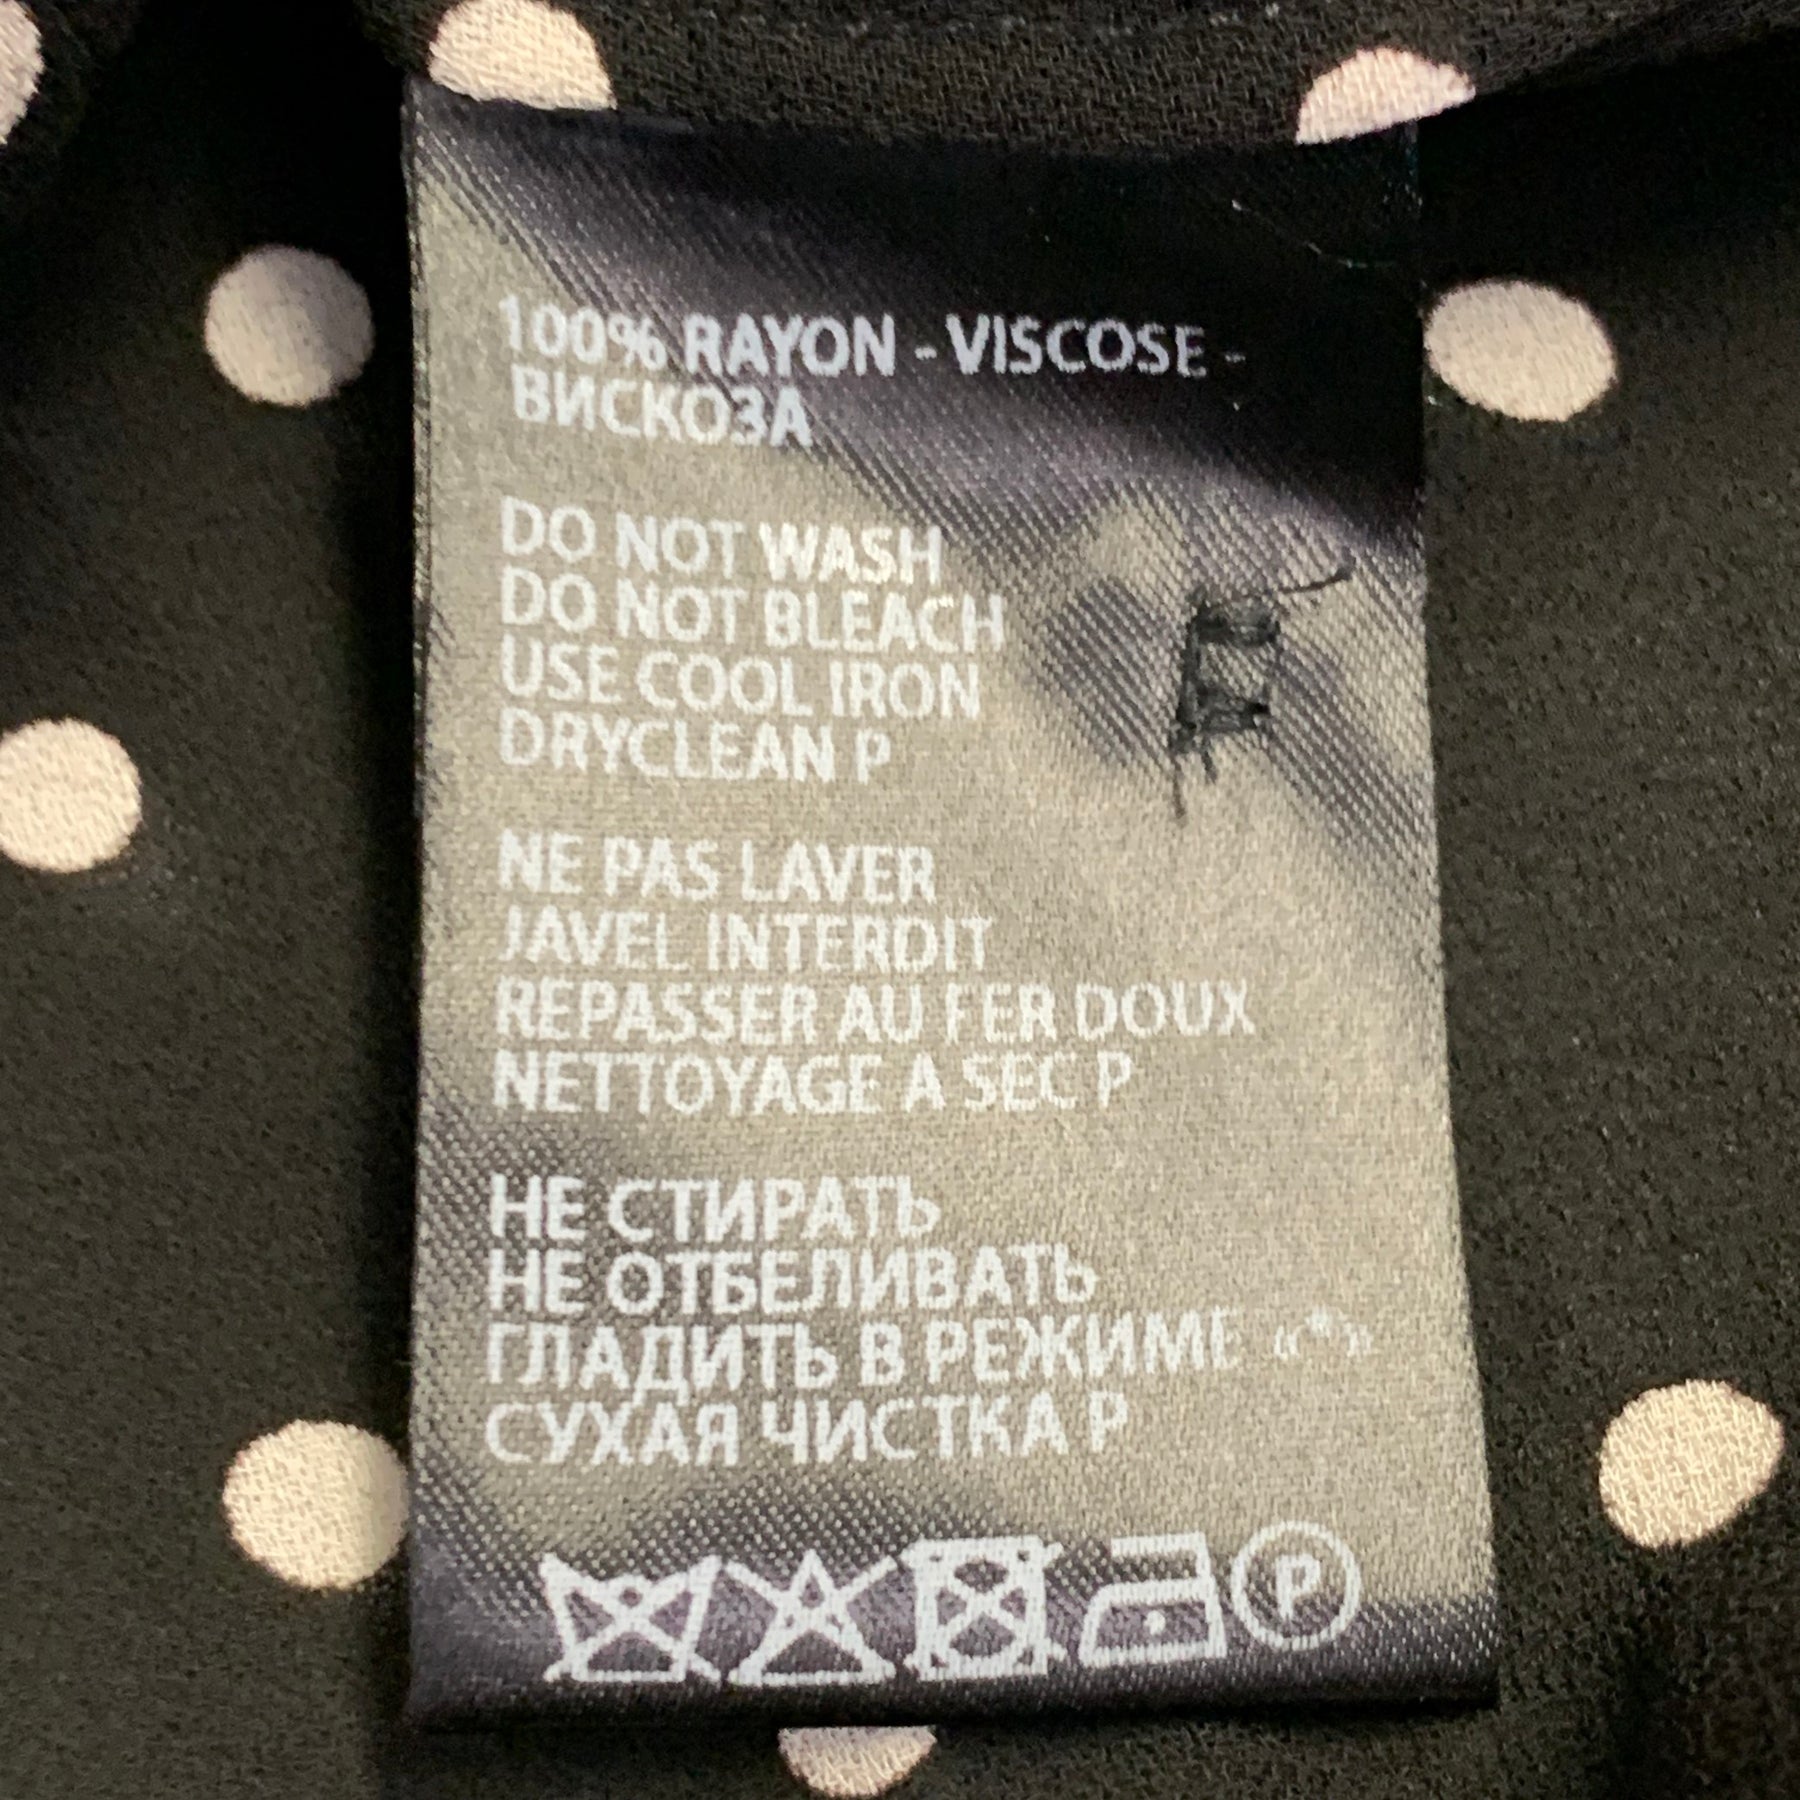 100% RAYON - VISCOSE -
ВИСКОЗА
DO NOT WASH
DO NOT BLEACH
USE COOL IRON
DRYCLEAN P
NE PAS LAVER
JAVEL INTERDIT
REPASSER AU FER DOUX
NETTOYAGE A SEC P
НЕ СТИРАТЬ
НЕ ОТБЕЛИВАТЬ
ГЛАДИТЬ В РЕЖИМЕ «*»
СУХАЯ ЧИСТКА P
P